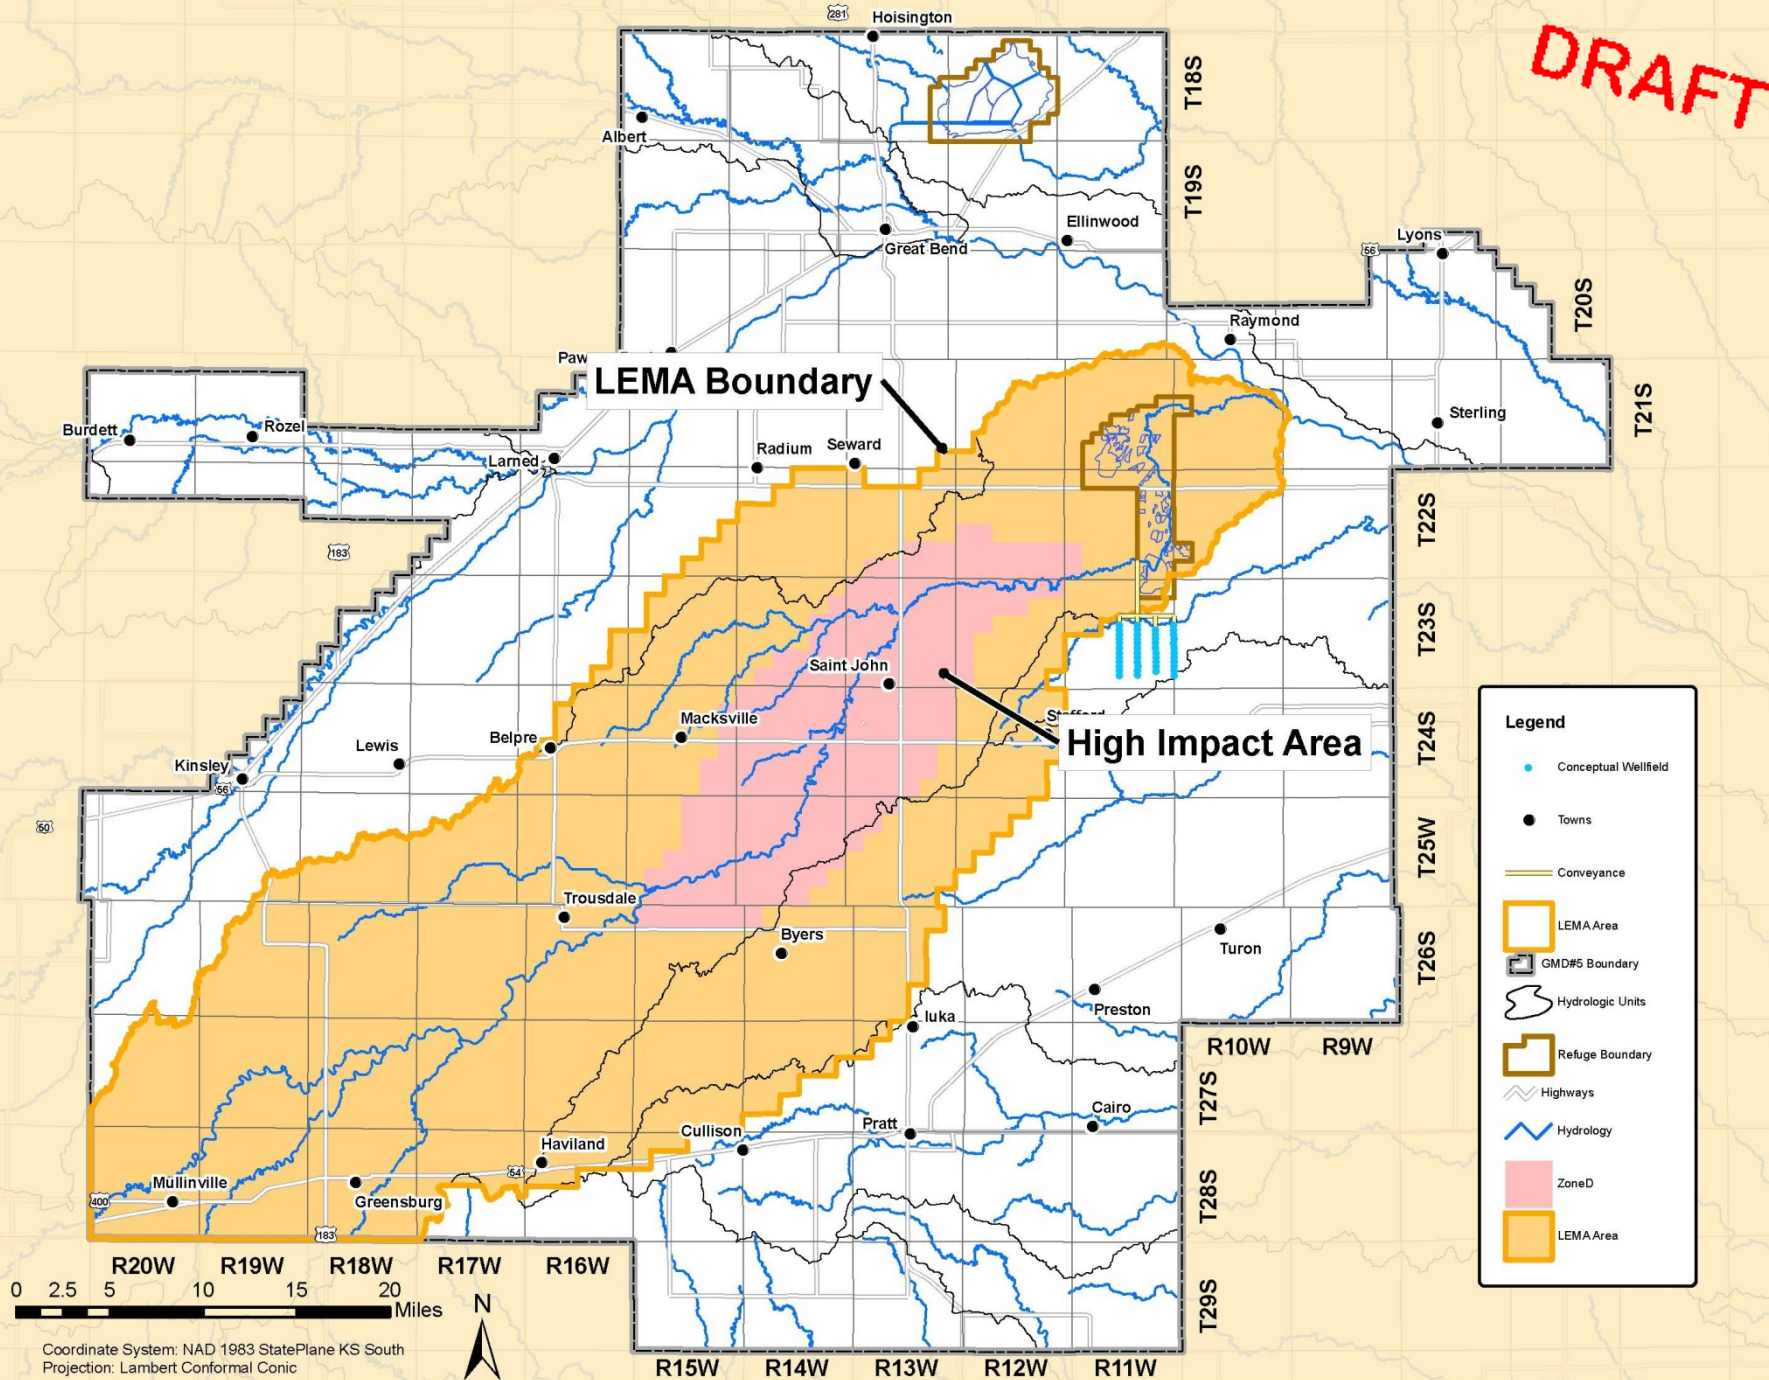 281
Hoisington
DRAFT
T18S
Albert
T19S
Ellinwood
Great Bend
Lyons
56
T20S
Raymond
Paw
LEMA Boundary
T21S
Sterling
Burdett
Rozel
Radium
Seward
Larned
T22S
183
T23S
Saint John
Stafford
Macksville
High Impact Area
T24S
Belpre
Lewis
Kinsley
56
50
T25W
Trousdale
Byers
Turon
T26S
Preston
Iuka
R10W
R9W
T27S
Cairo
Pratt
Cullison
Haviland
54
Mullinville
400
Greensburg
T28S
183
R20W
R19W
R18W
R17W
R16W
T29S
R15W
R14W
R13W
R12W
R11W
0 2.5 5 10 15 20
Miles
N
Coordinate System: NAD 1983 StatePlane KS South
Projection: Lambert Conformal Conic
Legend
Conceptual Wellfield
Towns
Conveyance
LEMA Area
GMD#5 Boundary
Hydrologic Units
Refuge Boundary
Highways
Hydrology
ZoneD
LEMA Area